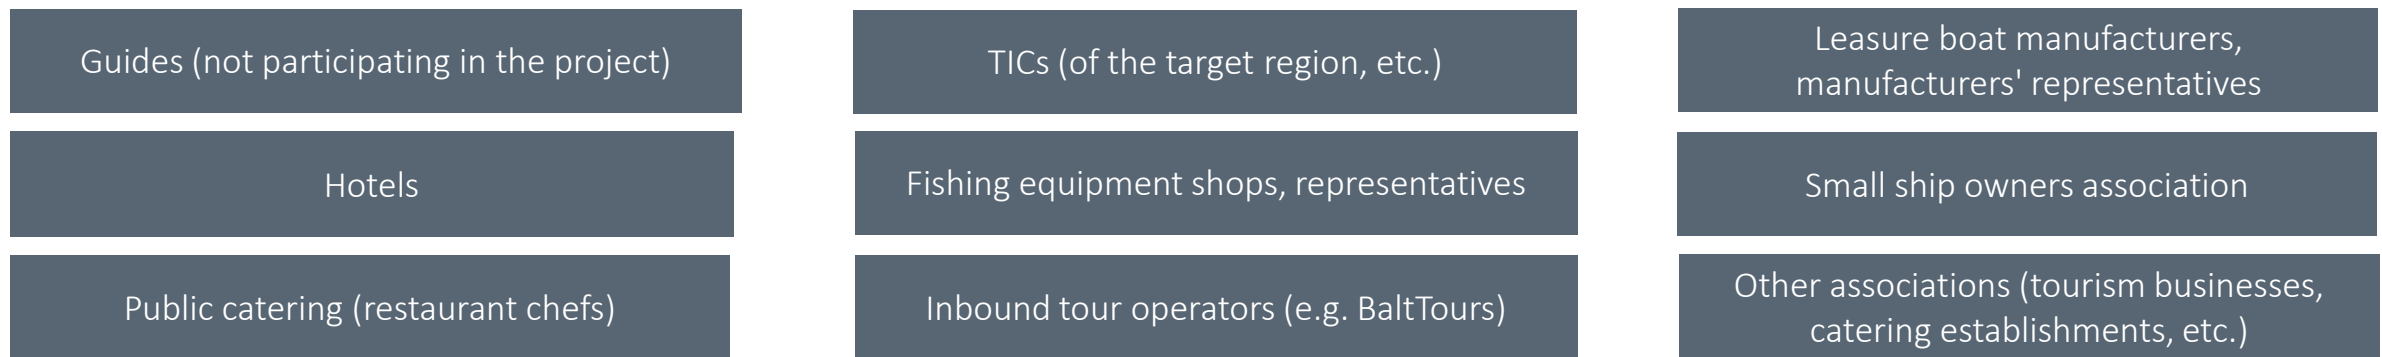 Guides (not participating in the project)
TICs (of the target region, etc.)
Leasure boat manufacturers,
manufacturers' representatives
Hotels
Fishing equipment shops, representatives
Small ship owners association
Public catering (restaurant chefs)
Inbound tour operators (e.g. BaltTours)
Other associations (tourism businesses,
catering establishments, etc.)